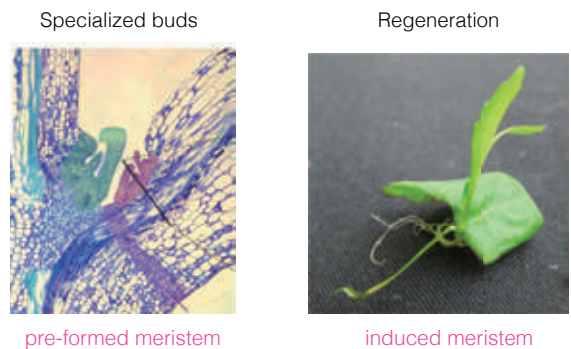 Specialized buds
Regeneration
pre-formed meristem
induced meristem